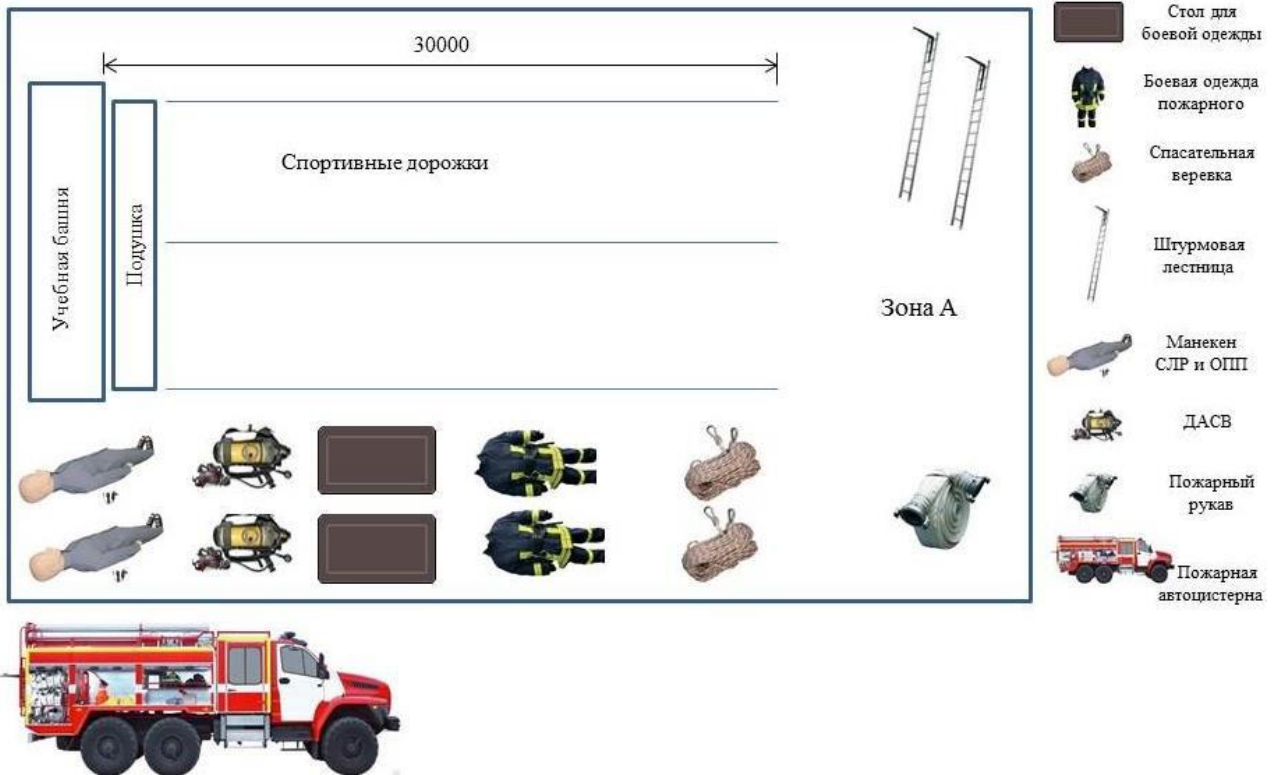 30000
Спортивные дорожки
Учебная башня
Подушка
Зона А
Стол для
боевой одежды
Боевая одежда
пожарного
Спасательная
веревка
Штурмовая
лестница
Манекен
СЛР и ОПП
ДАСВ
Пожарный
рукав
Пожарная
автоцистерна